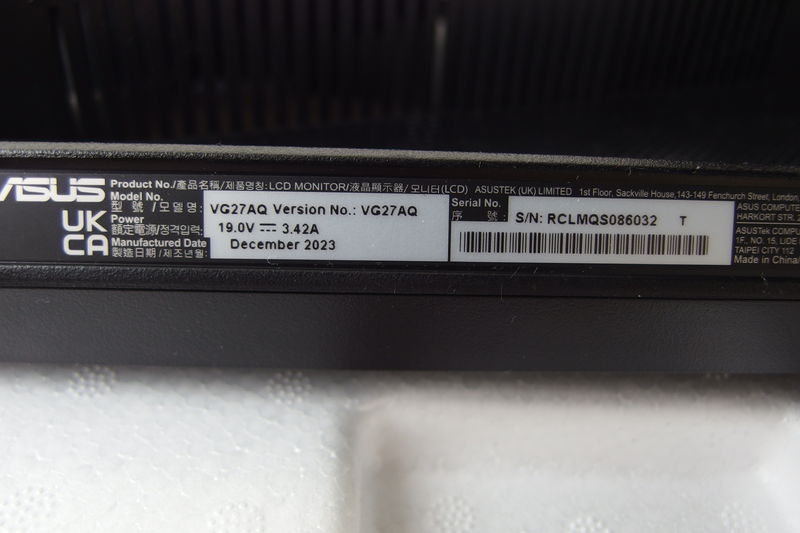 ASUS
UK
CA
Product No./產品名稱/제품명칭:LCD MONITOR/液晶顯示器/모니터(LCD) ASUSTEK (UK) LIMITED 1st Floor, Sackville House,143-149 Fenchurch Street, London,
Model No.
型 號 /모델명: VG27AQ Version No.: VG27AQ
Power
額定電源/정격입력: 19.0V ⎓ 3.42A
Manufactured Date
製造日期/제조년월: December 2023
Serial No.
序 號: S/N: RCLMQS086032 T
ASUS COMPUTE
HARKORT STR. 2
ASUSTek COMPUT
1F., NO. 15, LIDE
TAIPEI CITY 112
Made in China/